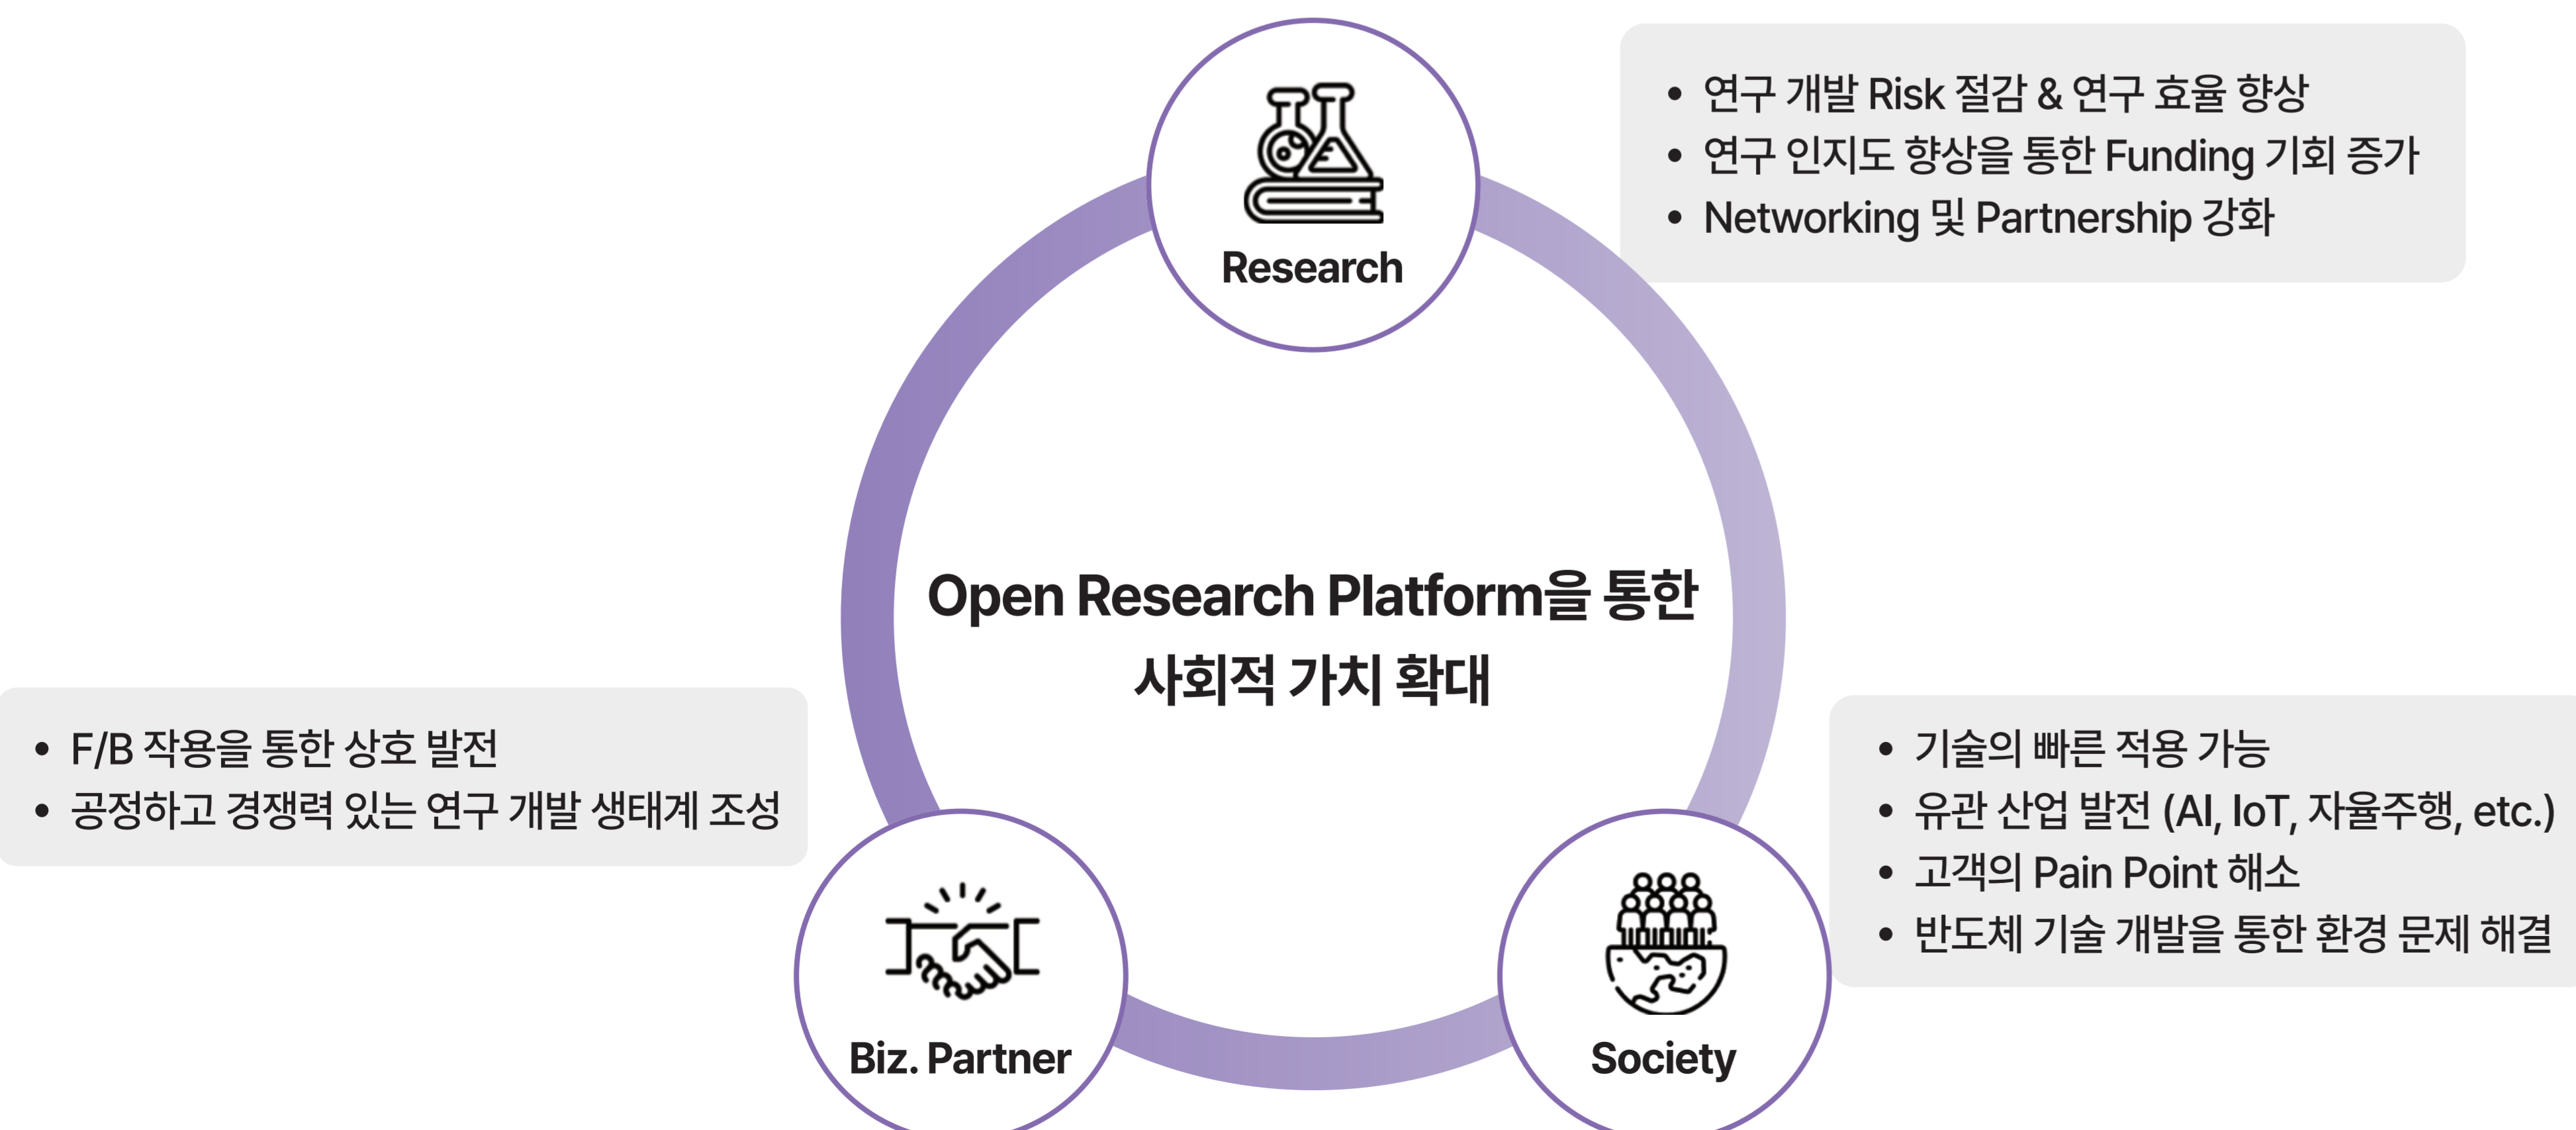 Research
• 연구 개발 Risk 절감 & 연구 효율 향상
• 연구 인지도 향상을 통한 Funding 기회 증가
• Networking 및 Partnership 강화
Open Research Platform을 통한
사회적 가치 확대
• F/B 작용을 통한 상호 발전
• 공정하고 경쟁력 있는 연구 개발 생태계 조성
Biz. Partner
• 기술의 빠른 적용 가능
• 유관 산업 발전 (AI, IoT, 자율주행, etc.)
• 고객의 Pain Point 해소
• 반도체 기술 개발을 통한 환경 문제 해결
Society